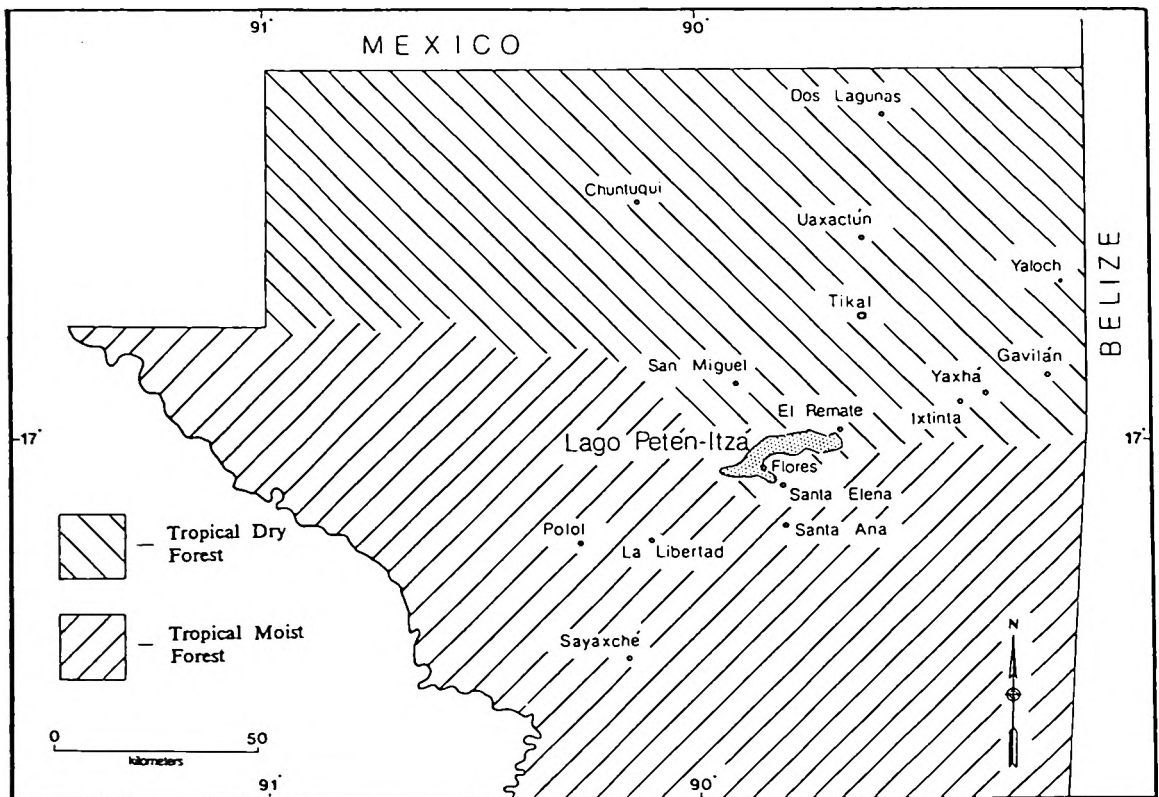 91°
90°
MEXICO
Dos Lagunas
Chuntuqui
Uaxactún
BELIZE
Yaloch
Tikal
Gavilán
San Miguel
Yaxhá
El Remate
Ixtinta
17°
17°
Lago Peten-Itza
Flores
Santa Elena
Santa Ana
Polol
La Libertad
— Tropical Dry
Forest
— Tropical Moist
Forest
Sayaxché
N
0 50
kilometers
91°
90°